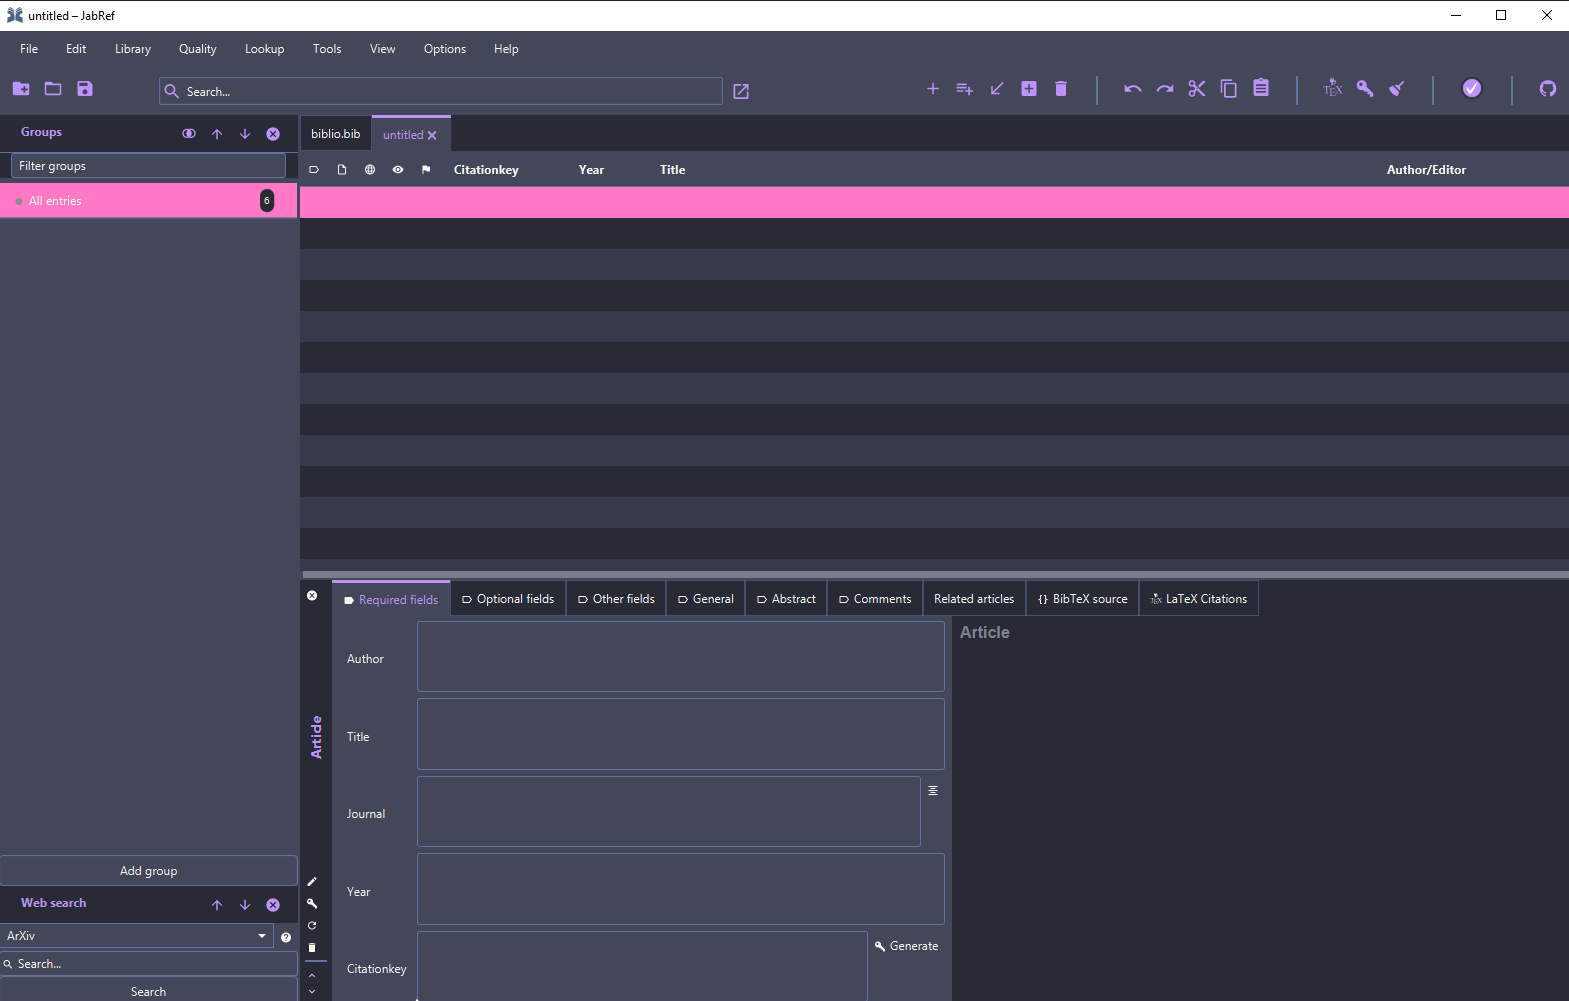 untitled – JabRef
File Edit Library Quality Lookup Tools View Options Help
Search...
TEX
Groups
Filter groups
All entries 6
biblio.bib untitled
Citationkey Year Title Author/Editor
Required fields Optional fields Other fields General Abstract Comments Related articles {} BibTeX source TEX LaTeX Citations
Article
Author
Title
Journal
Year
Citationkey
Generate
Article
Add group
Web search
ArXiv
Search...
Search